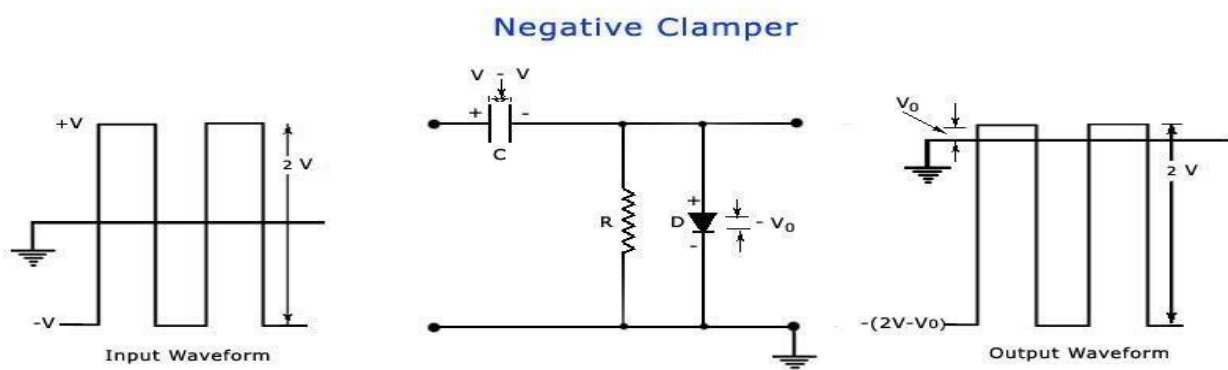 Negative Clamper
V - V
+ -
C
+V
2 V
-V
Input Waveform
R
D
+
-
- V₀
V₀
2 V
-(2V-V₀)
Output Waveform